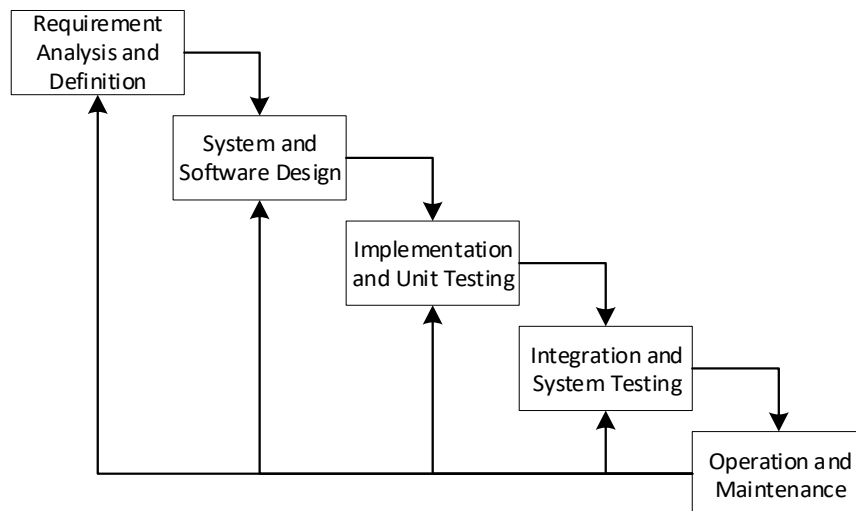 Requirement
Analysis and
Definition
System and
Software Design
Implementation
and Unit Testing
Integration and
System Testing
Operation and
Maintenance